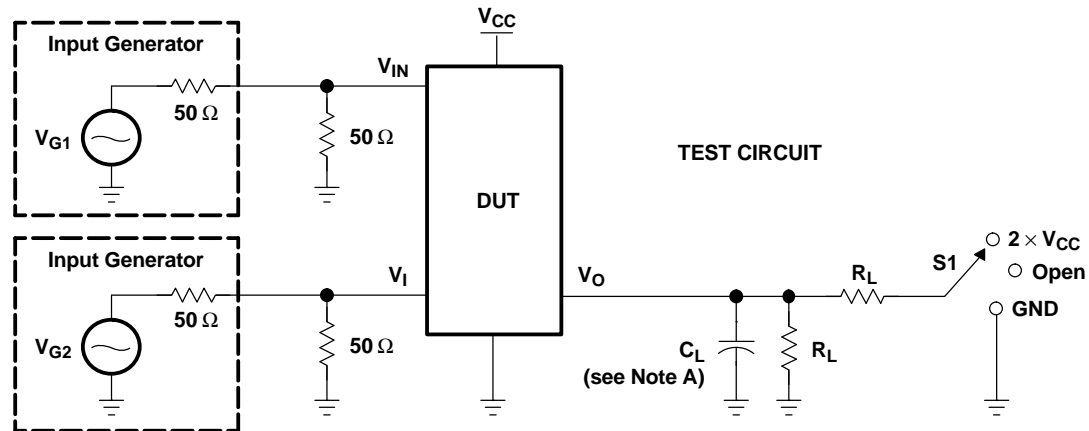 V_CC
Input Generator
V_IN
50 Ω
V_G1
50 Ω
TEST CIRCUIT
DUT
Input Generator
V_I
V_O
50 Ω
V_G2
50 Ω
R_L
S1
2 × V_CC
Open
GND
C_L
(see Note A)
R_L